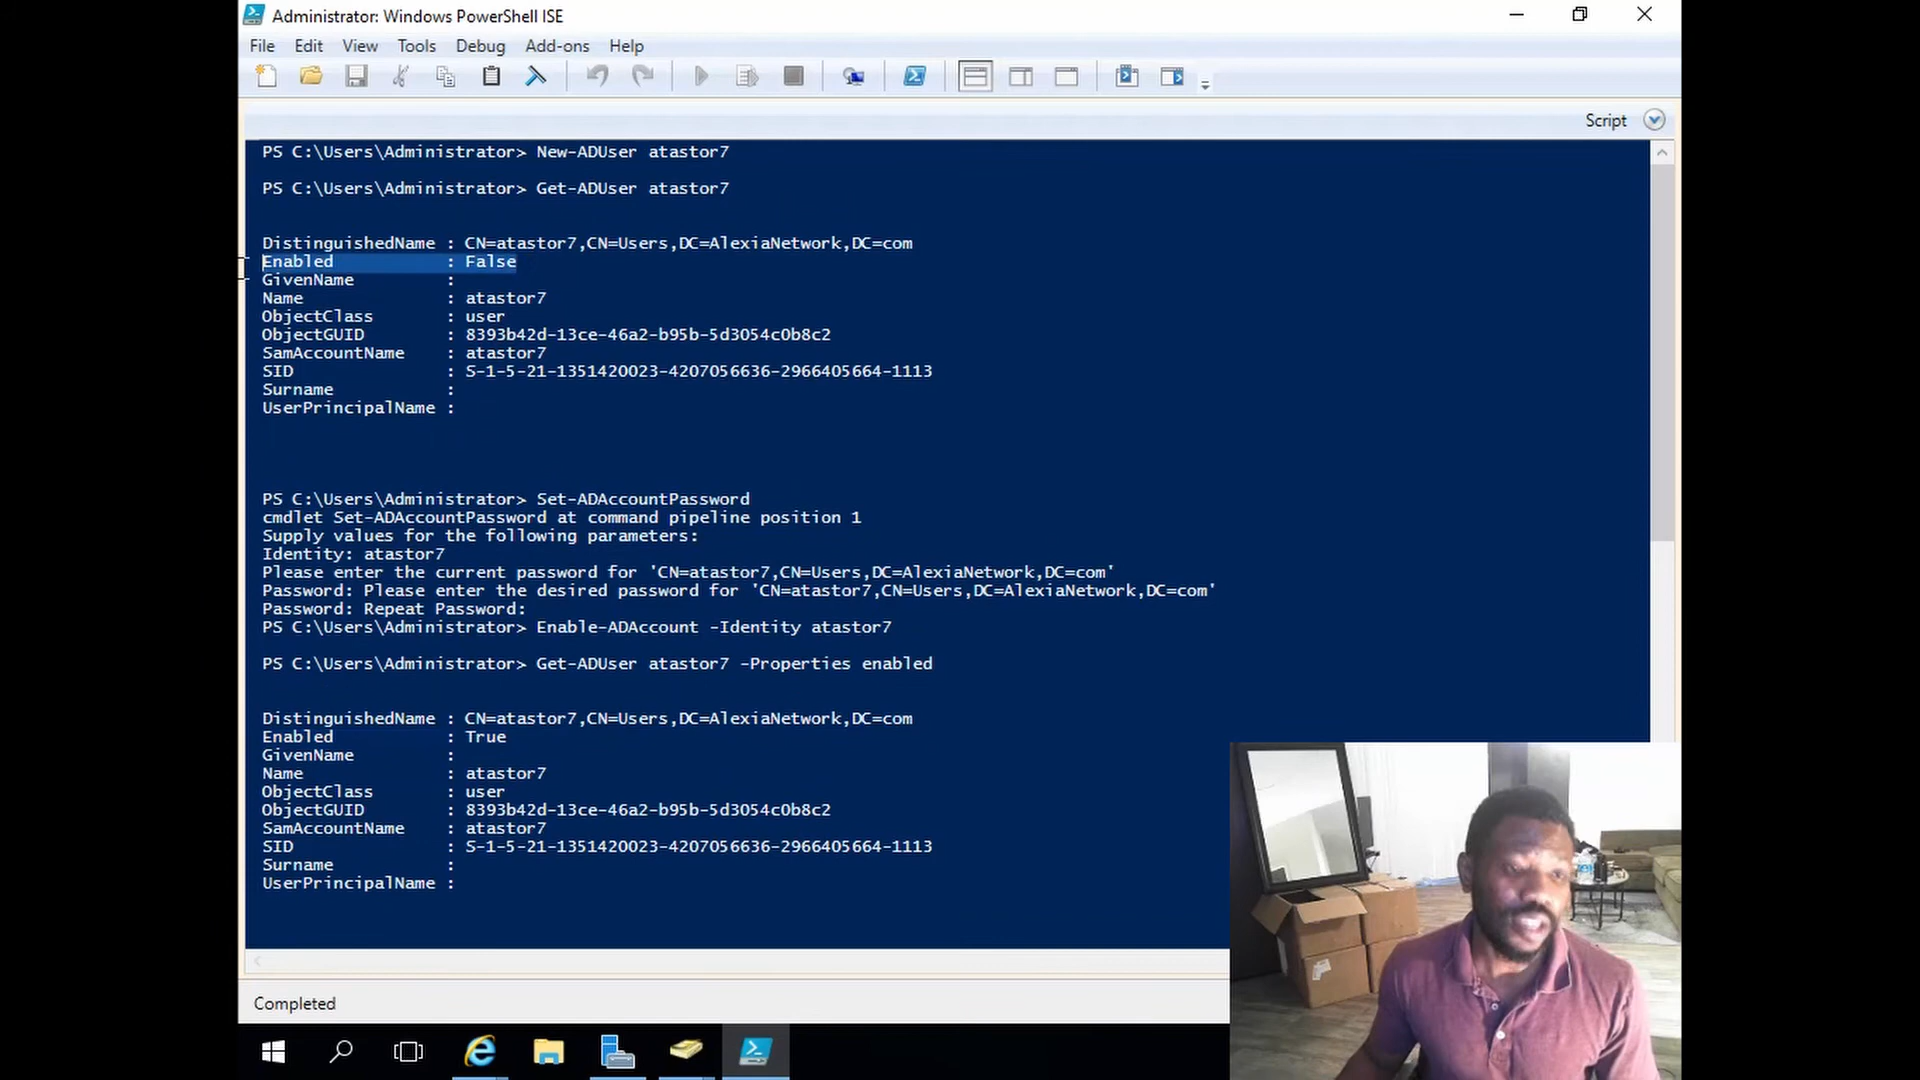 Administrator: Windows PowerShell ISE
File Edit View Tools Debug Add-ons Help
Script
PS C:\Users\Administrator> New-ADUser atastor7
PS C:\Users\Administrator> Get-ADUser atastor7
DistinguishedName : CN=atastor7,CN=Users,DC=AlexiaNetwork,DC=com
Enabled : False
GivenName :
Name : atastor7
ObjectClass : user
ObjectGUID : 8393b42d-13ce-46a2-b95b-5d3054c0b8c2
SamAccountName : atastor7
SID : S-1-5-21-1351420023-4207056636-2966405664-1113
Surname :
UserPrincipalName :
PS C:\Users\Administrator> Set-ADAccountPassword
cmdlet Set-ADAccountPassword at command pipeline position 1
Supply values for the following parameters:
Identity: atastor7
Please enter the current password for 'CN=atastor7,CN=Users,DC=AlexiaNetwork,DC=com'
Password: Please enter the desired password for 'CN=atastor7,CN=Users,DC=AlexiaNetwork,DC=com'
Password: Repeat Password:
PS C:\Users\Administrator> Enable-ADAccount -Identity atastor7
PS C:\Users\Administrator> Get-ADUser atastor7 -Properties enabled
DistinguishedName : CN=atastor7,CN=Users,DC=AlexiaNetwork,DC=com
Enabled : True
GivenName :
Name : atastor7
ObjectClass : user
ObjectGUID : 8393b42d-13ce-46a2-b95b-5d3054c0b8c2
SamAccountName : atastor7
SID : S-1-5-21-1351420023-4207056636-2966405664-1113
Surname :
UserPrincipalName :
Completed